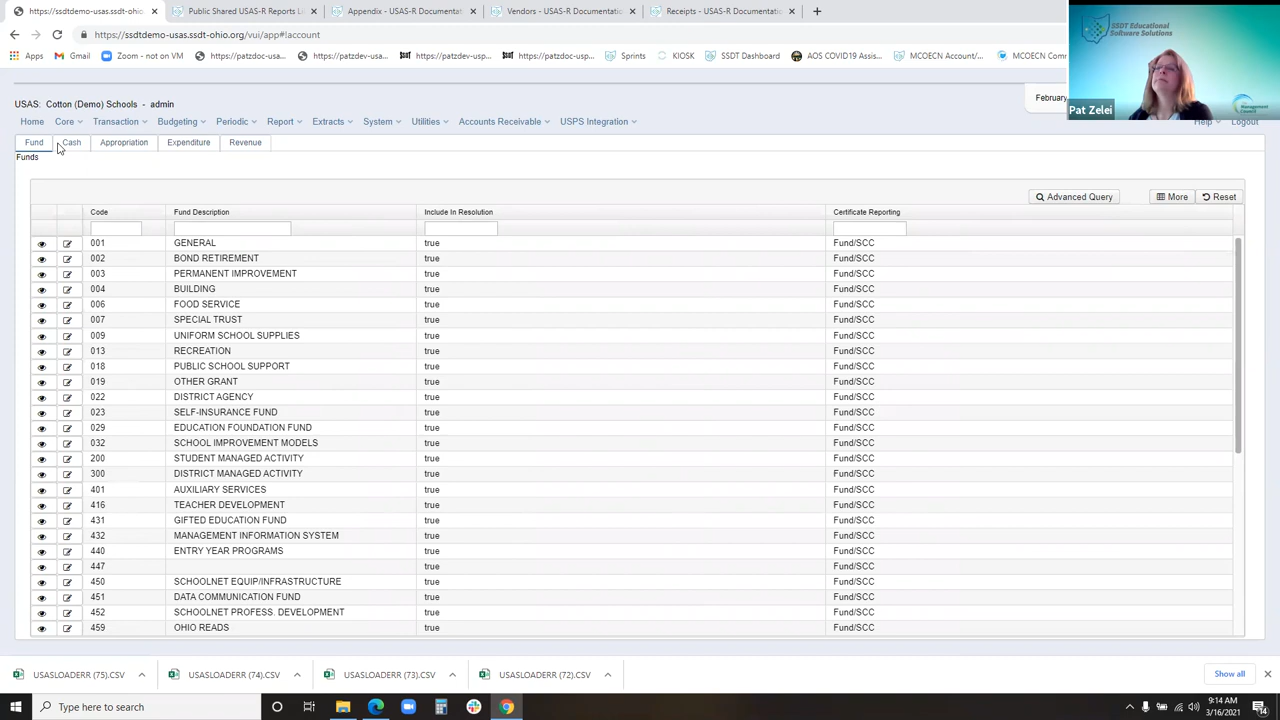 https://ssdtdemo-usas.ssdt-ohio.org
Public Shared USAS-R Reports Li
Appendix - USAS-R Documentat
Vendors - USAS-R Documentatio
Receipts - USAS-R Documentati
https://ssdtdemo-usas.ssdt-ohio.org/vui/app#!account
Apps
Gmail
Zoom - not on VM
https://patzdoc-usa...
https://ssdtdemo-us...
https://patzdoc-usa...
https://patzdoc-usp...
Sprints
KIOSK
SSDT Dashboard
AOS COVID19 Assis...
MCOECN Account/...
MCOECN Comm
SSDT Educational
Software Solutions
Management
Council
Pat Zelei
USAS: Cotton (Demo) Schools - admin
February
Home
Core
Transaction
Budgeting
Periodic
Report
Extracts
System
Utilities
Accounts Receivable
USPS Integration
Help
Logout
Fund
Cash
Appropriation
Expenditure
Revenue
Funds
Advanced Query
More
Reset
Code Fund Description Include In Resolution Certificate Reporting
001 GENERAL true Fund/SCC
002 BOND RETIREMENT true Fund/SCC
003 PERMANENT IMPROVEMENT true Fund/SCC
004 BUILDING true Fund/SCC
006 FOOD SERVICE true Fund/SCC
007 SPECIAL TRUST true Fund/SCC
009 UNIFORM SCHOOL SUPPLIES true Fund/SCC
013 RECREATION true Fund/SCC
018 PUBLIC SCHOOL SUPPORT true Fund/SCC
019 OTHER GRANT true Fund/SCC
022 DISTRICT AGENCY true Fund/SCC
023 SELF-INSURANCE FUND true Fund/SCC
029 EDUCATION FOUNDATION FUND true Fund/SCC
032 SCHOOL IMPROVEMENT MODELS true Fund/SCC
200 STUDENT MANAGED ACTIVITY true Fund/SCC
300 DISTRICT MANAGED ACTIVITY true Fund/SCC
401 AUXILIARY SERVICES true Fund/SCC
416 TEACHER DEVELOPMENT true Fund/SCC
431 GIFTED EDUCATION FUND true Fund/SCC
432 MANAGEMENT INFORMATION SYSTEM true Fund/SCC
440 ENTRY YEAR PROGRAMS true Fund/SCC
447 true Fund/SCC
450 SCHOOLNET EQUIP/INFRASTRUCTURE true Fund/SCC
451 DATA COMMUNICATION FUND true Fund/SCC
452 SCHOOLNET PROFESS. DEVELOPMENT true Fund/SCC
459 OHIO READS true Fund/SCC
USASLOADERR (75).CSV
USASLOADERR (74).CSV
USASLOADERR (73).CSV
USASLOADERR (72).CSV
Show all
Type here to search
9:14 AM
3/16/2021
14